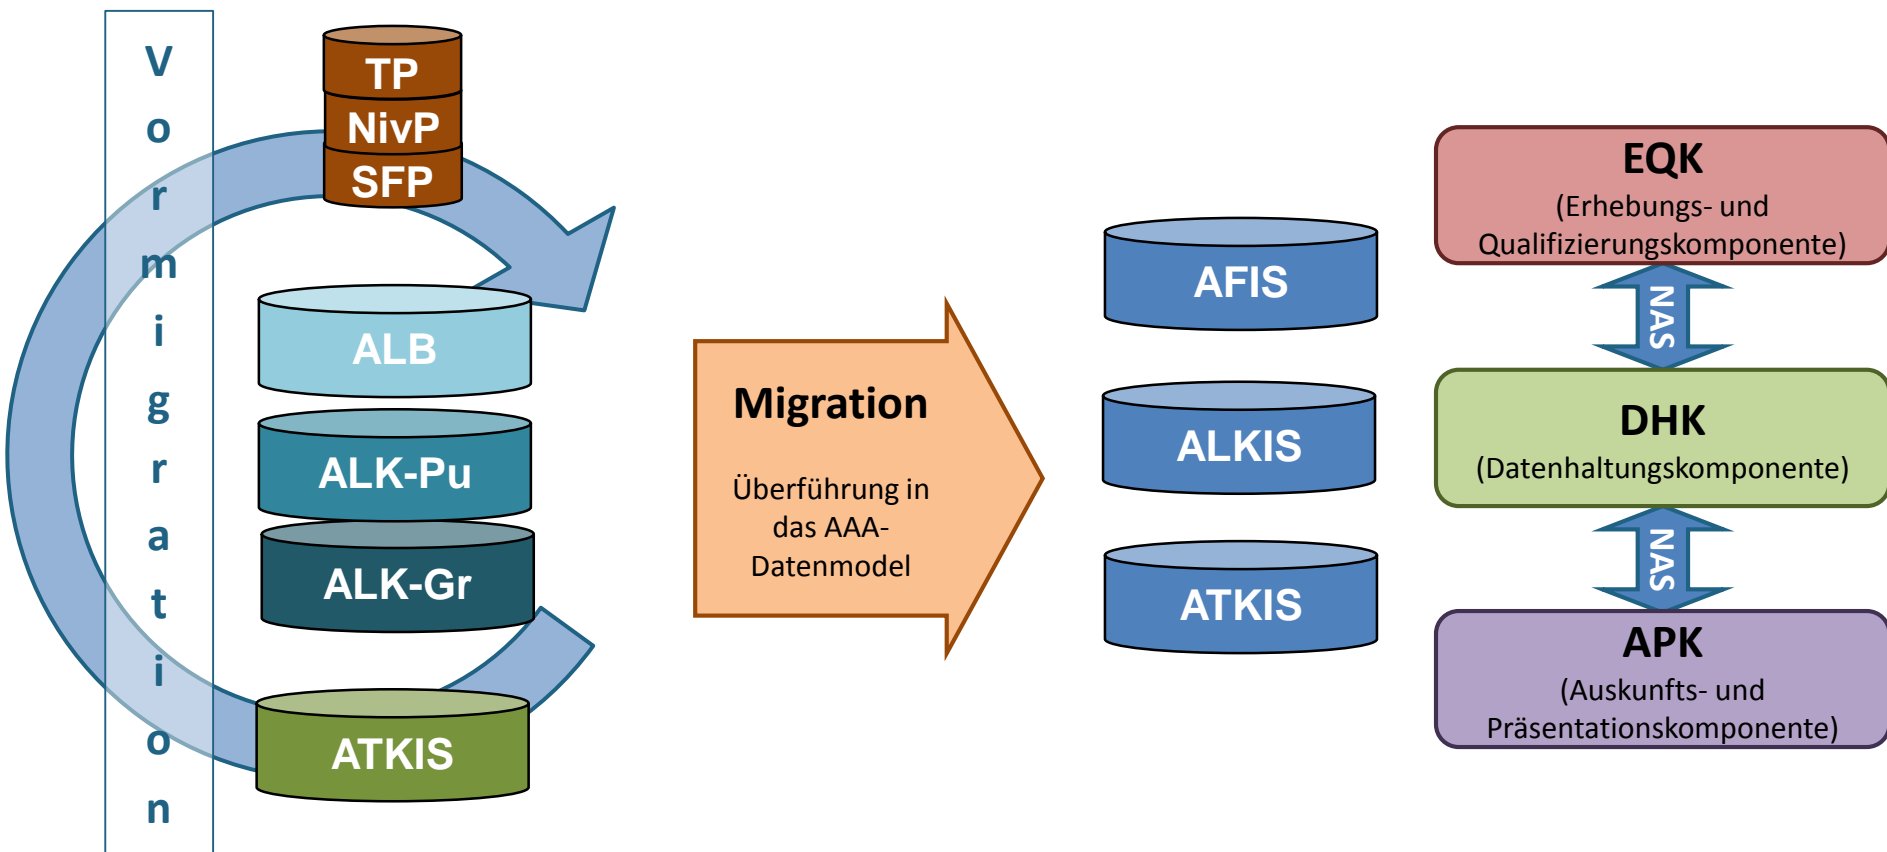 Vormigration
TP
NivP
SFP
ALB
ALK-Pu
ALK-Gr
ATKIS
Migration
Überführung in
das AAA-
Datenmodel
AFIS
ALKIS
ATKIS
EQK
(Erhebungs- und
Qualifizierungskomponente)
NAS
DHK
(Datenhaltungskomponente)
NAS
APK
(Auskunfts- und
Präsentationskomponente)